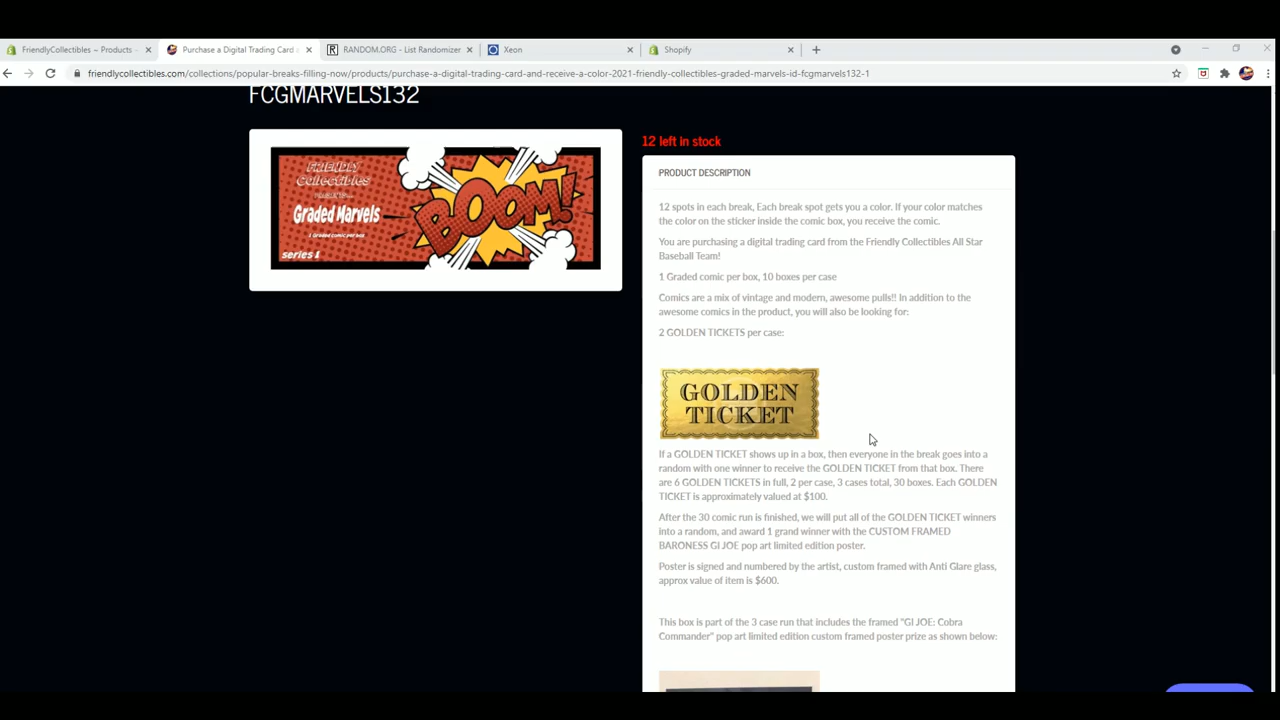 FriendlyCollectibles ~ Products
Purchase a Digital Trading Card a
RANDOM.ORG - List Randomizer
Xeon
Shopify
friendlycollectibles.com/collections/popular-breaks-filling-now/products/purchase-a-digital-trading-card-and-receive-a-color-2021-friendly-collectibles-graded-marvels-id-fcgmarvels132-1
FCGMARVELS132
FRIENDLY
Collectibles
PRESENTS...
Graded Marvels
1 Graded comic per box
series 1
BOOM!
12 left in stock
PRODUCT DESCRIPTION
12 spots in each break, Each break spot gets you a color. If your color matches
the color on the sticker inside the comic box, you receive the comic.
You are purchasing a digital trading card from the Friendly Collectibles All Star
Baseball Team!
1 Graded comic per box, 10 boxes per case
Comics are a mix of vintage and modern, awesome pulls!! In addition to the
awesome comics in the product, you will also be looking for:
2 GOLDEN TICKETS per case:
GOLDEN
TICKET
If a GOLDEN TICKET shows up in a box, then everyone in the break goes into a
random with one winner to receive the GOLDEN TICKET from that box. There
are 6 GOLDEN TICKETS in full, 2 per case, 3 cases total, 30 boxes. Each GOLDEN
TICKET is approximately valued at $100.
After the 30 comic run is finished, we will put all of the GOLDEN TICKET winners
into a random, and award 1 grand winner with the CUSTOM FRAMED
BARONESS GI JOE pop art limited edition poster.
Poster is signed and numbered by the artist, custom framed with Anti Glare glass,
approx value of item is $600.
This box is part of the 3 case run that includes the framed "GI JOE: Cobra
Commander" pop art limited edition custom framed poster prize as shown below: